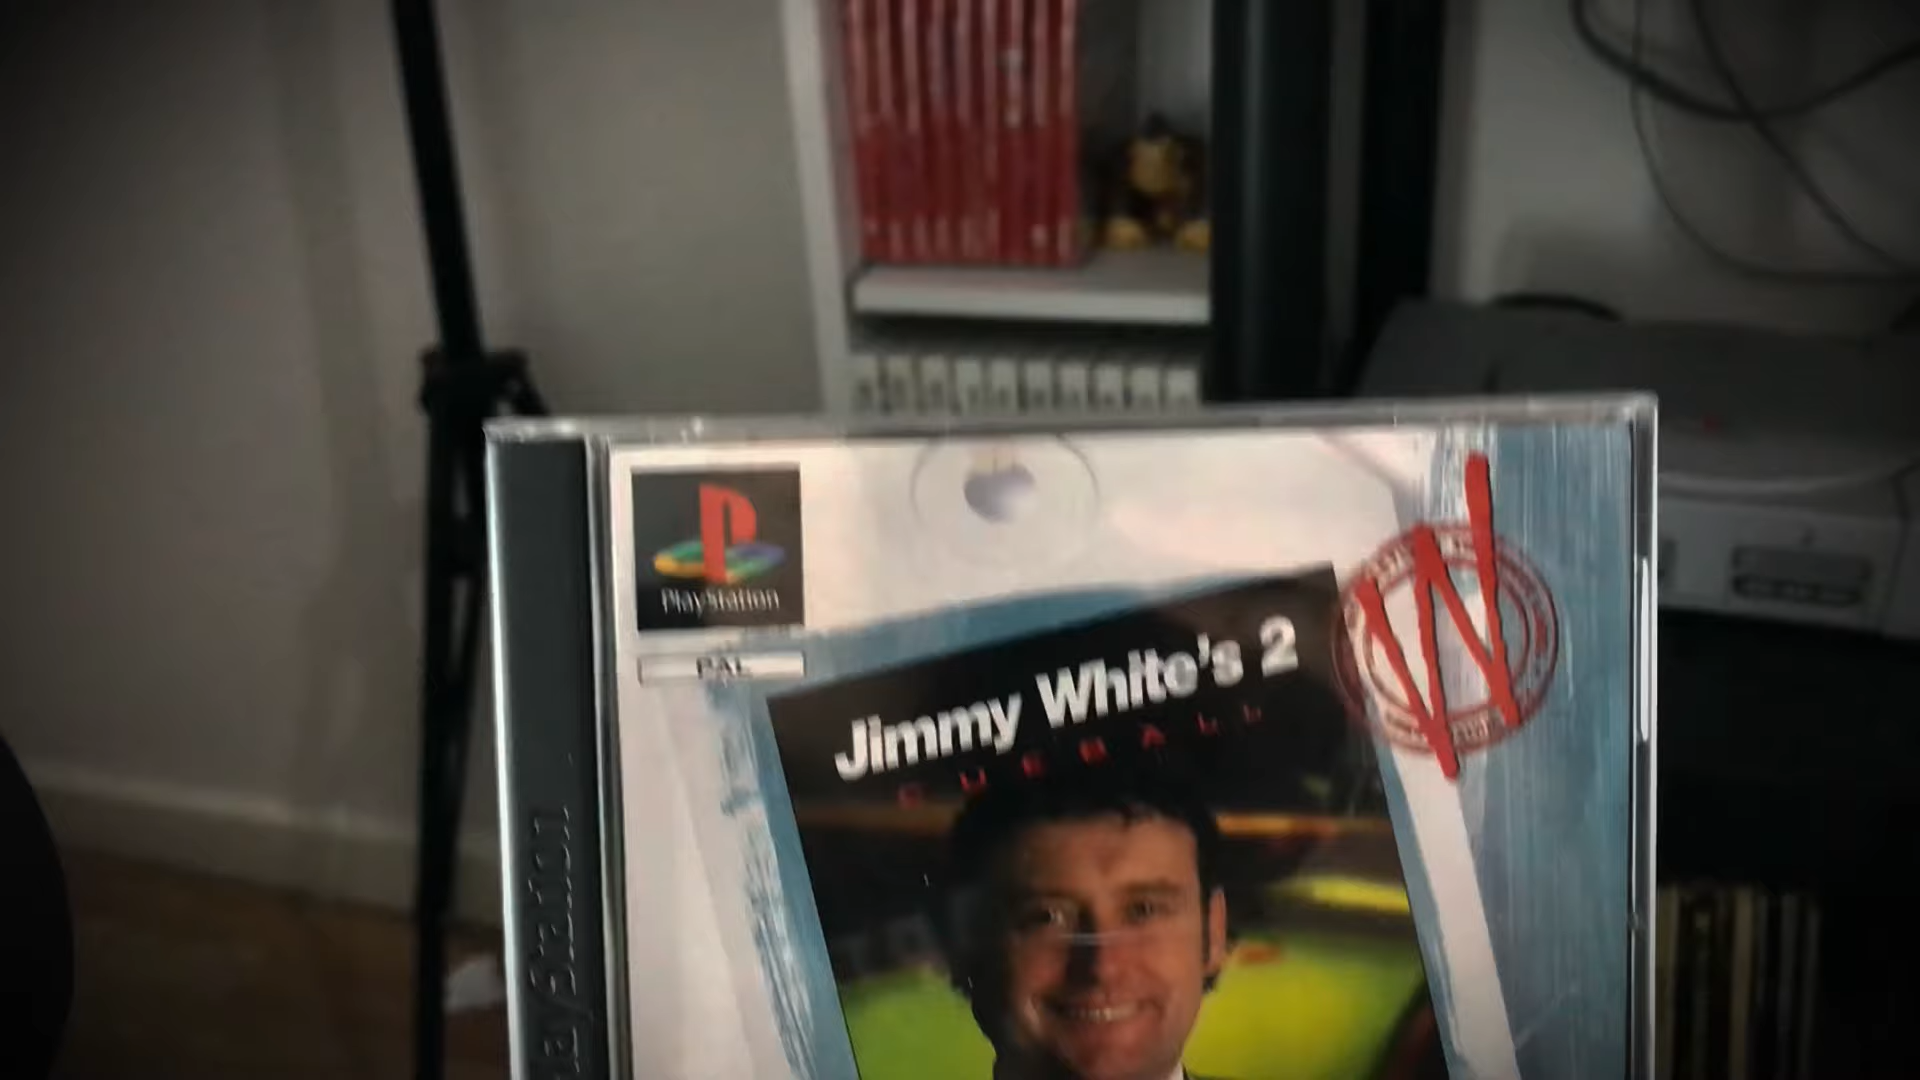 PlayStation
PAL
Jimmy White's 2
CUEBALL
W
PlayStation